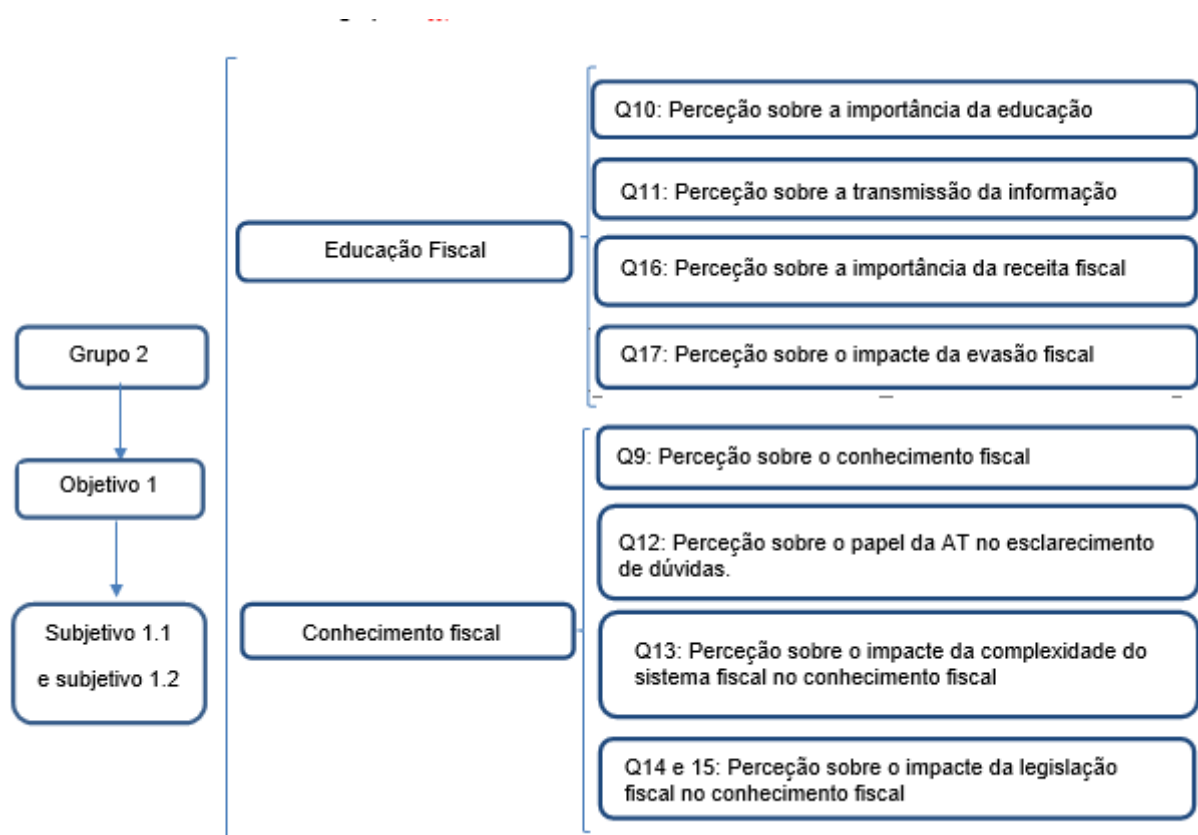 Grupo 2
Objetivo 1
Subjetivo 1.1
e subjetivo 1.2
Educação Fiscal
Q10: Perceção sobre a importância da educação
Q11: Perceção sobre a transmissão da informação
Q16: Perceção sobre a importância da receita fiscal
Q17: Perceção sobre o impacte da evasão fiscal
Conhecimento fiscal
Q9: Perceção sobre o conhecimento fiscal
Q12: Perceção sobre o papel da AT no esclarecimento
de dúvidas.
Q13: Perceção sobre o impacte da complexidade do
sistema fiscal no conhecimento fiscal
Q14 e 15: Perceção sobre o impacte da legislação
fiscal no conhecimento fiscal